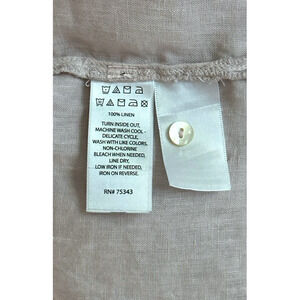 100% LINEN
TURN INSIDE OUT,
MACHINE WASH COOL -
DELICATE CYCLE,
WASH WITH LIKE COLORS.
NON-CHLORINE
BLEACH WHEN NEEDED,
LINE DRY,
LOW IRON IF NEEDED,
IRON ON REVERSE.
RN# 75343